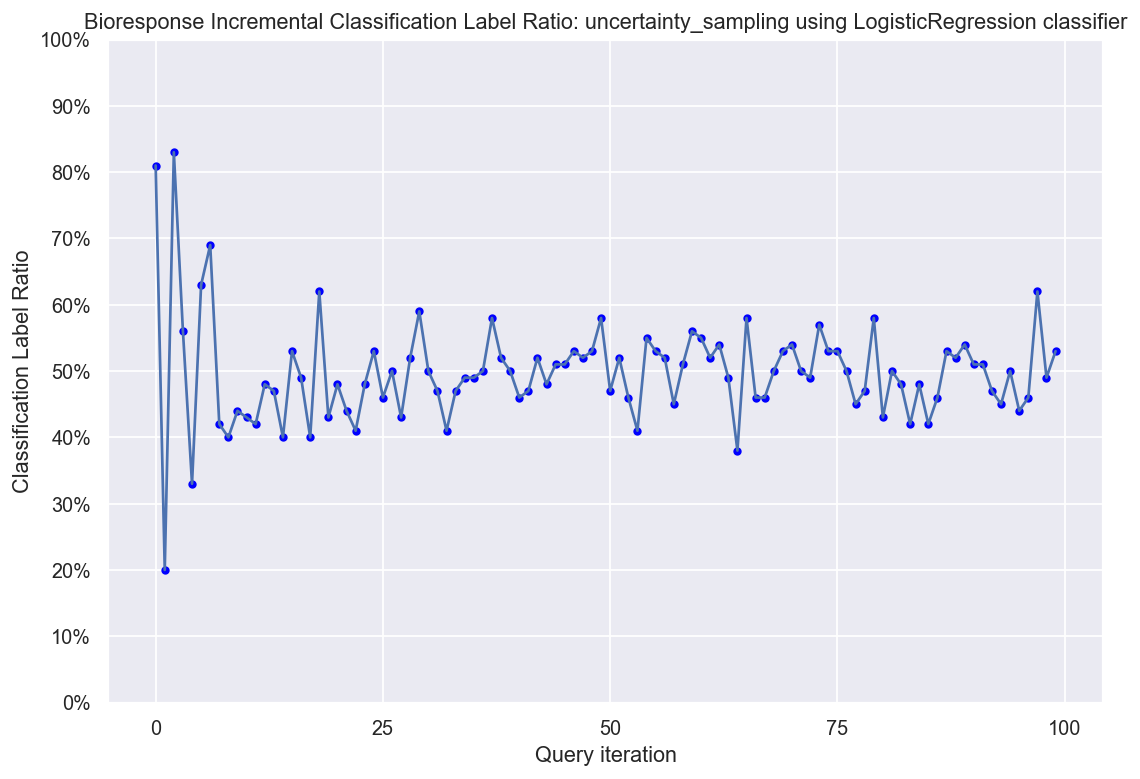 Bioresponse Incremental Classification Label Ratio: uncertainty_sampling using LogisticRegression classifier
100%
90%
80%
70%
60%
50%
40%
30%
20%
10%
0%
Classification Label Ratio
0 25 50 75 100
Query iteration